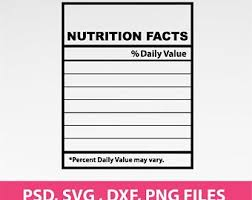 NUTRITION FACTS
% Daily Value
*Percent Daily Value may vary.
PSD, SVG , DXF, PNG FILES